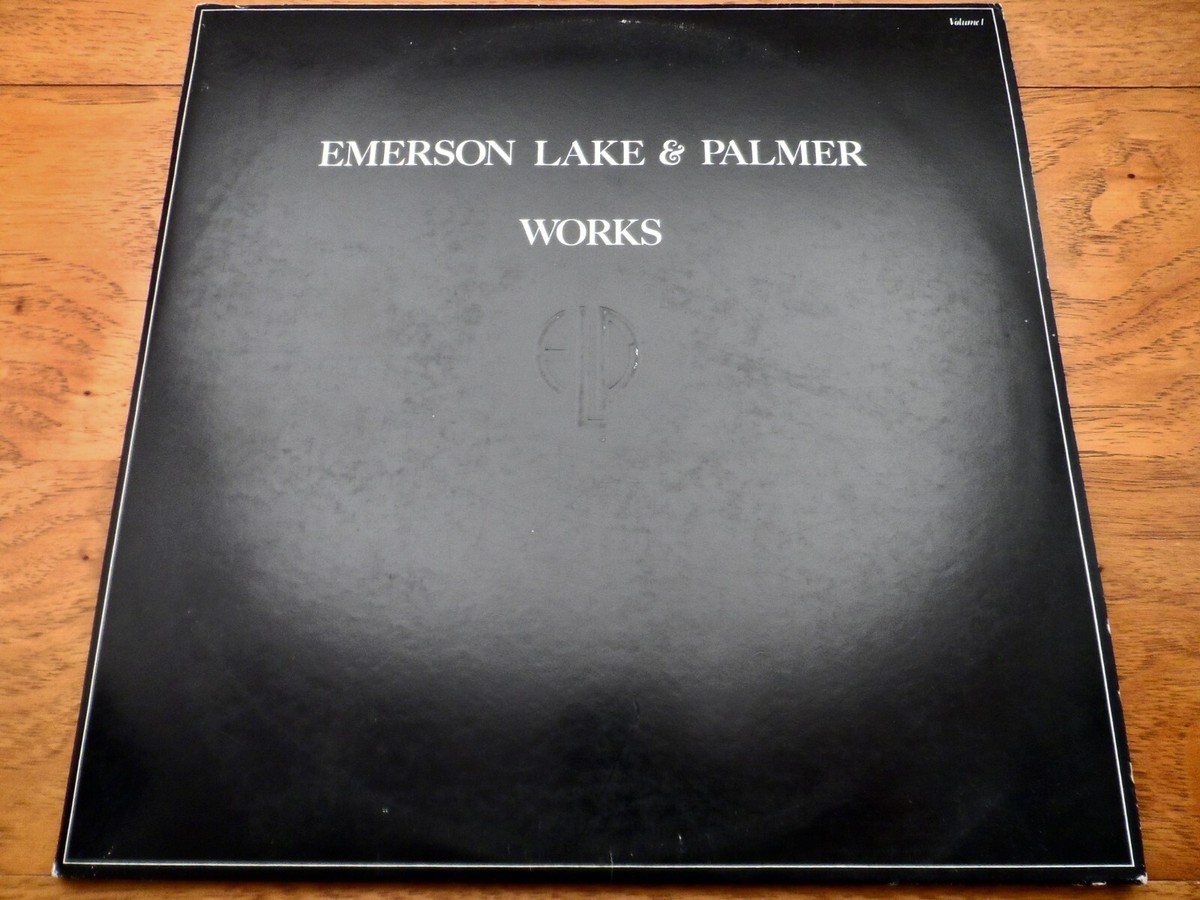 Volume 1
EMERSON LAKE & PALMER
WORKS
ELP